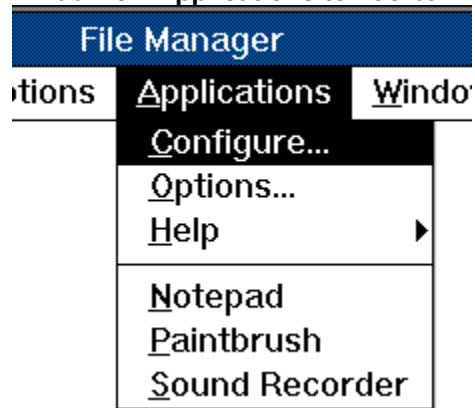 File Manager
Applications
Configure...
Options...
Help
Notepad
Paintbrush
Sound Recorder